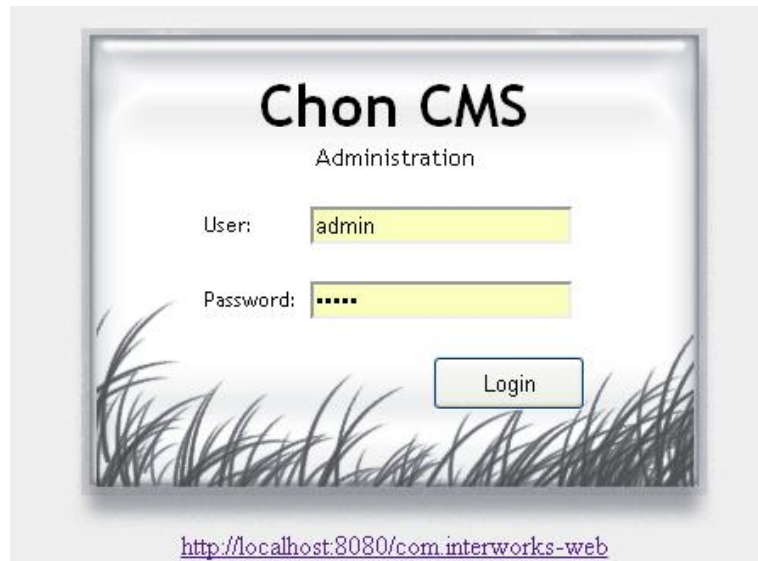 Chon CMS
Administration
User: admin
Password: •••••
Login
http://localhost:8080/com.interworks-web